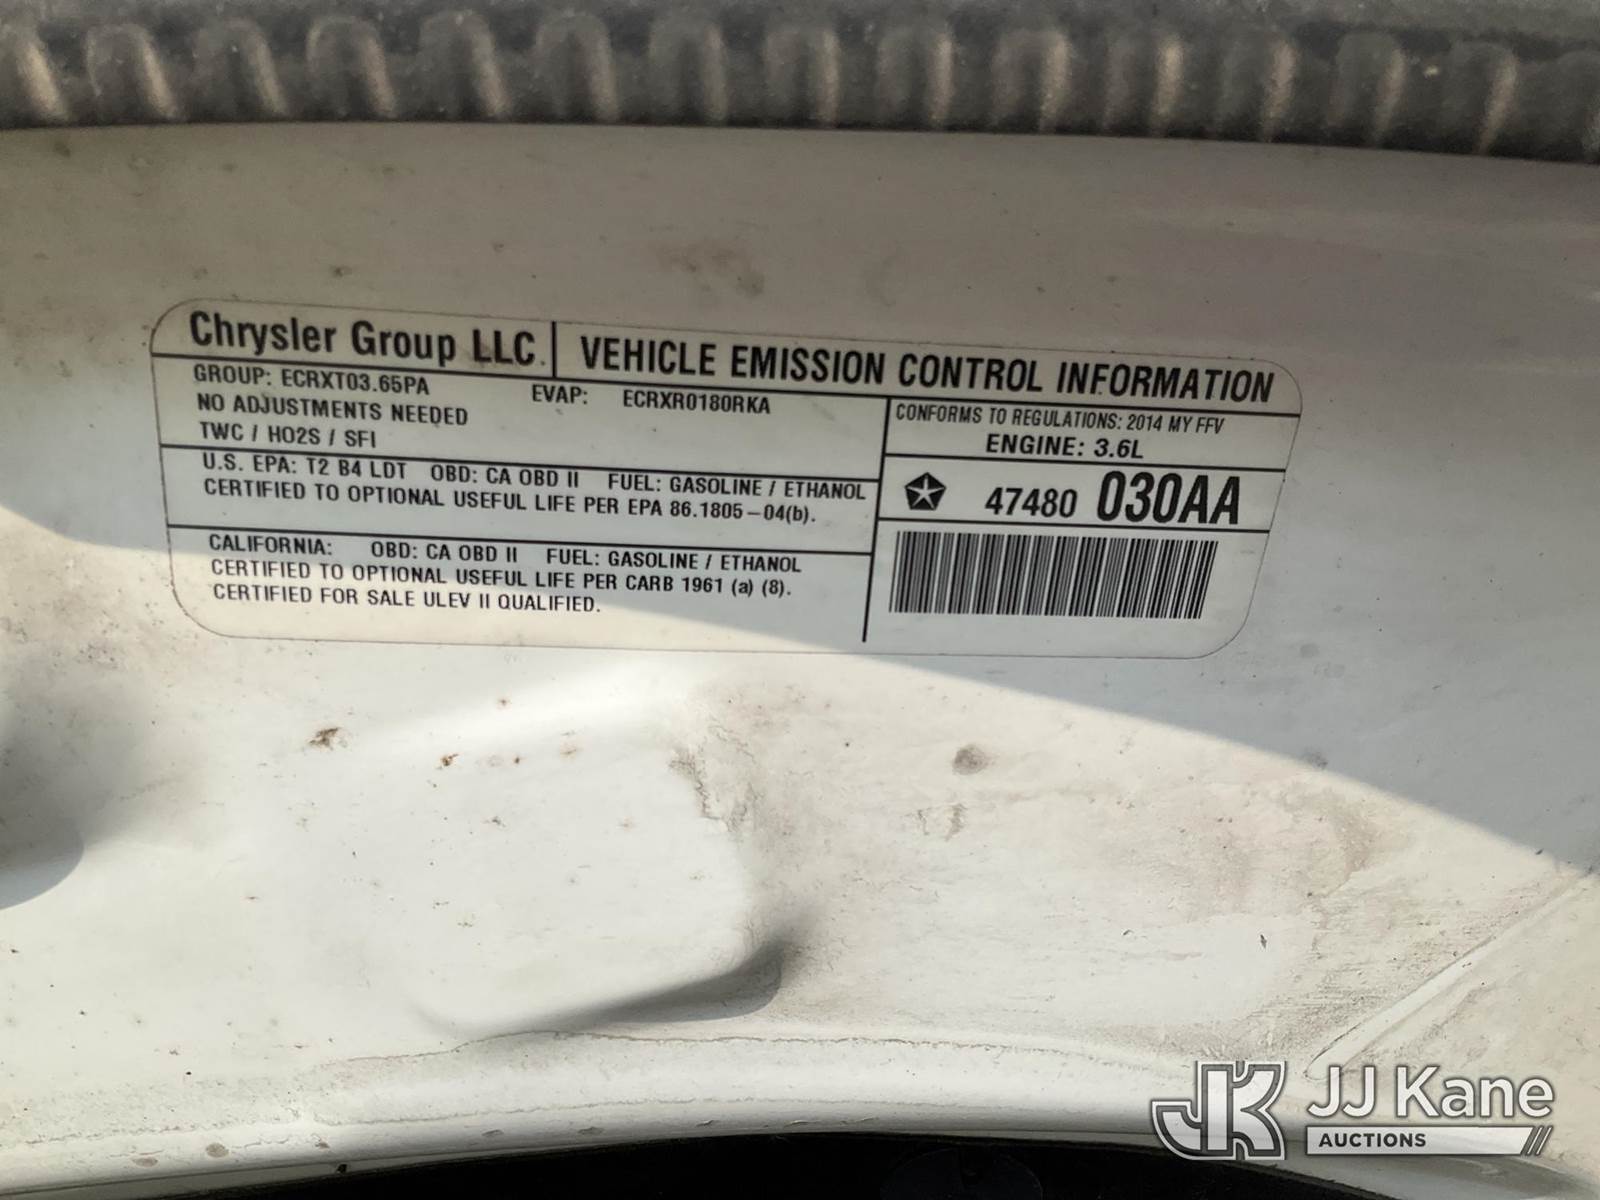 Chrysler Group LLC. VEHICLE EMISSION CONTROL INFORMATION
GROUP: ECRXT03.65PA EVAP: ECRXR0180RKA
NO ADJUSTMENTS NEEDED
TWC / HO2S / SFI
CONFORMS TO REGULATIONS: 2014 MY FFV
ENGINE: 3.6L
U.S. EPA: T2 B4 LDT OBD: CA OBD II FUEL: GASOLINE / ETHANOL
CERTIFIED TO OPTIONAL USEFUL LIFE PER EPA 86.1805-04(b).
47480 030AA
CALIFORNIA: OBD: CA OBD II FUEL: GASOLINE / ETHANOL
CERTIFIED TO OPTIONAL USEFUL LIFE PER CARB 1961 (a) (8).
CERTIFIED FOR SALE ULEV II QUALIFIED.
JK JJ Kane
AUCTIONS